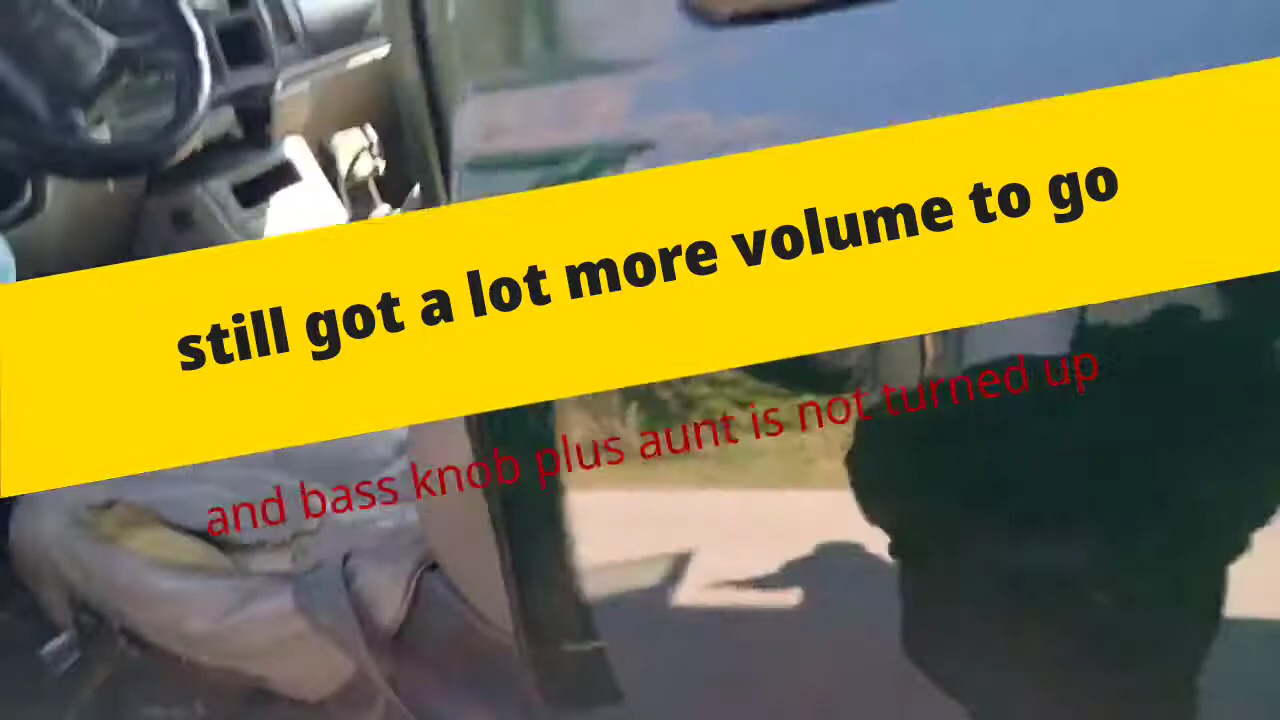 still got a lot more volume to go
and bass knob plus aunt is not turned up